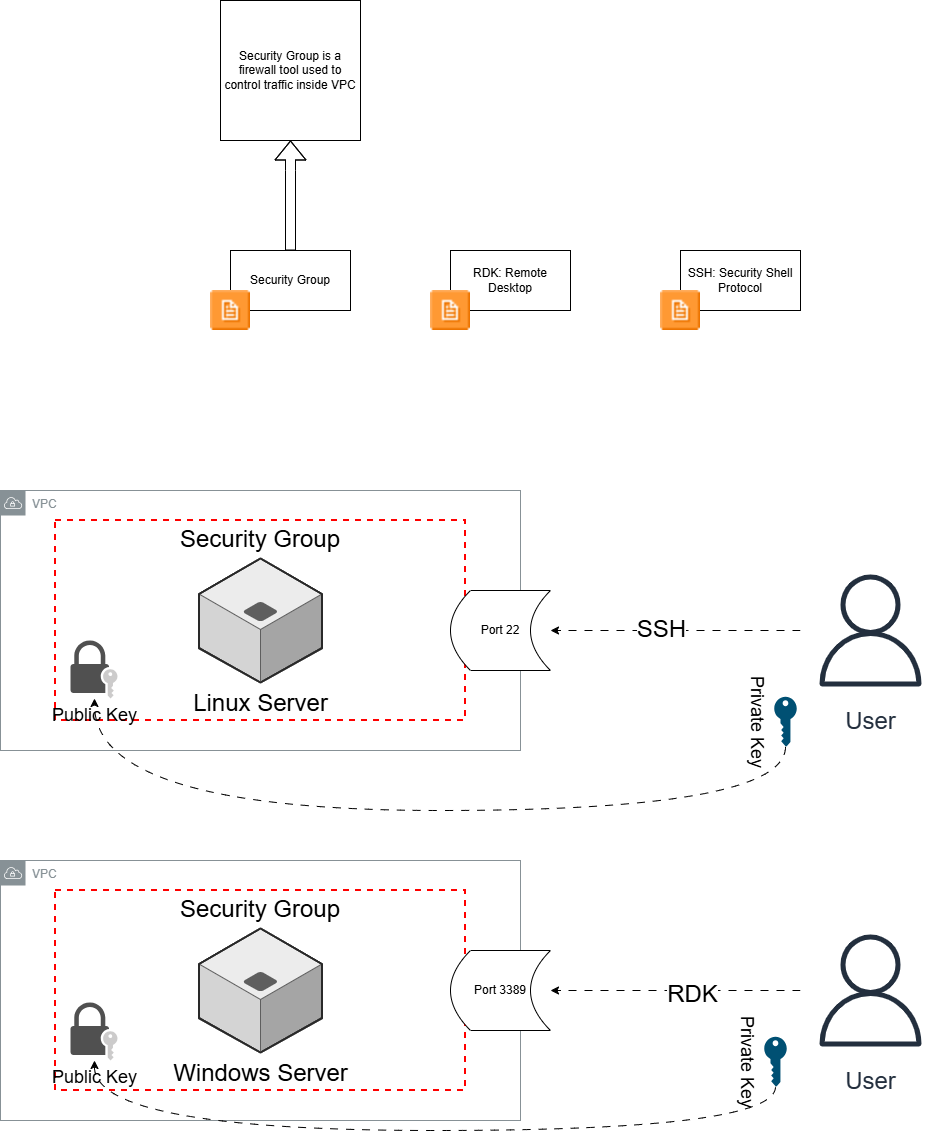 Security Group is a
firewall tool used to
control traffic inside VPC
Security Group
RDK: Remote
Desktop
SSH: Security Shell
Protocol
VPC
Security Group
Port 22
SSH
Linux Server
Public Key
Private Key
User
VPC
Security Group
Port 3389
RDK
Windows Server
Public Key
Private Key
User